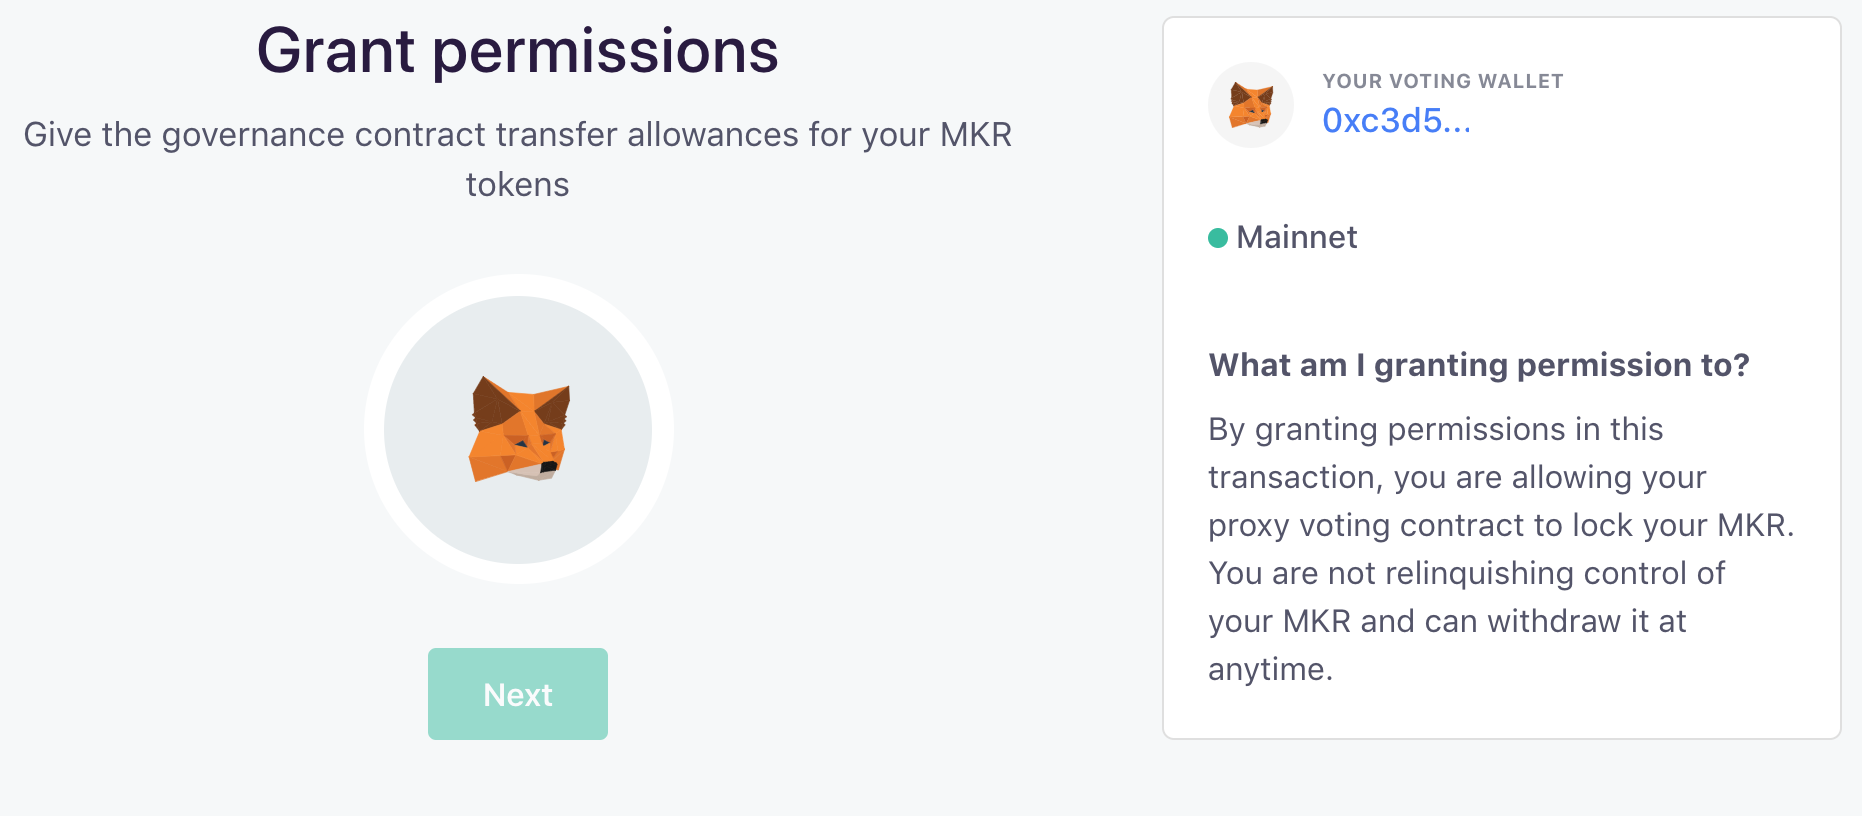 Grant permissions
Give the governance contract transfer allowances for your MKR
tokens
Next
YOUR VOTING WALLET
0xc3d5...
Mainnet
What am I granting permission to?
By granting permissions in this
transaction, you are allowing your
proxy voting contract to lock your MKR.
You are not relinquishing control of
your MKR and can withdraw it at
anytime.